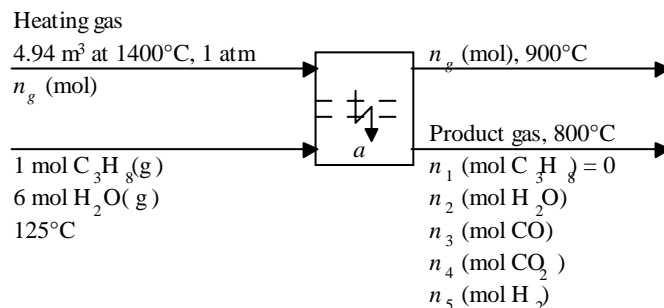 Heating gas
4.94 m³ at 1400°C, 1 atm
n_g (mol)
n_g (mol), 900°C
a
1 mol C₃H₈(g)
6 mol H₂O(g)
125°C
Product gas, 800°C
n₁ (mol C₃H₈) = 0
n₂ (mol H₂O)
n₃ (mol CO)
n₄ (mol CO₂)
n₅ (mol H₂)